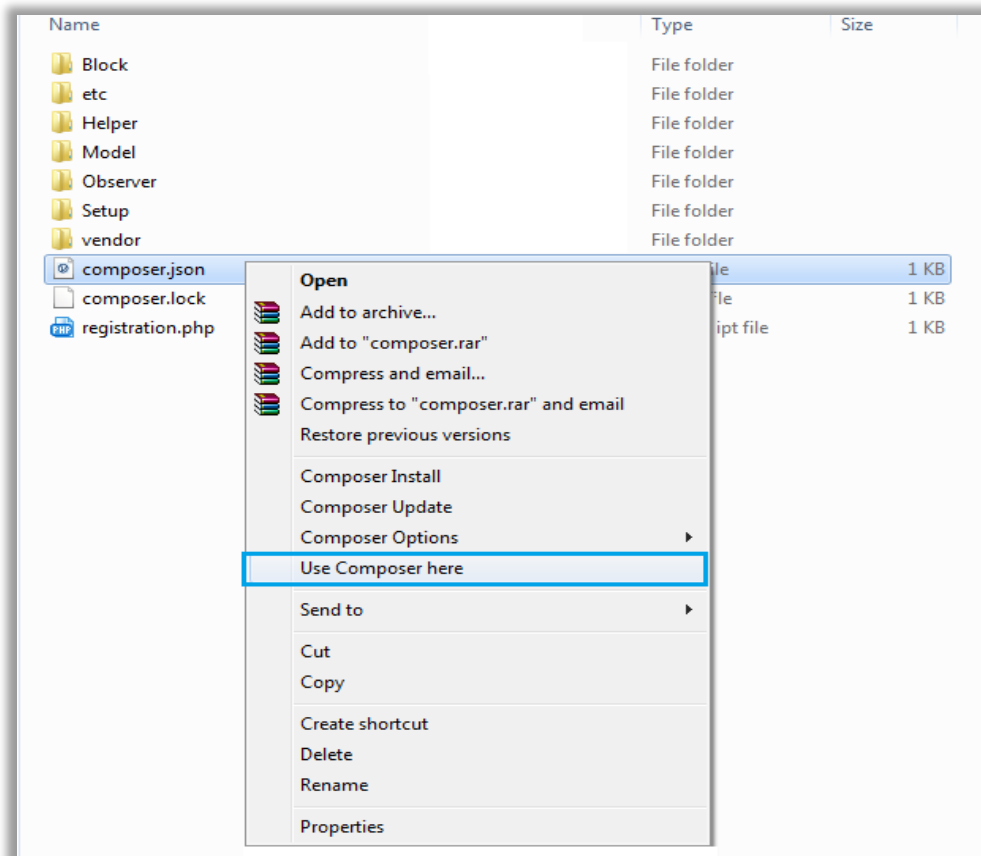 Name Type Size
Block File folder
etc File folder
Helper File folder
Model File folder
Observer File folder
Setup File folder
vendor File folder
composer.json 1 KB
composer.lock 1 KB
registration.php ipt file 1 KB
Open
Add to archive...
Add to "composer.rar"
Compress and email...
Compress to "composer.rar" and email
Restore previous versions
Composer Install
Composer Update
Composer Options
Use Composer here
Send to
Cut
Copy
Create shortcut
Delete
Rename
Properties